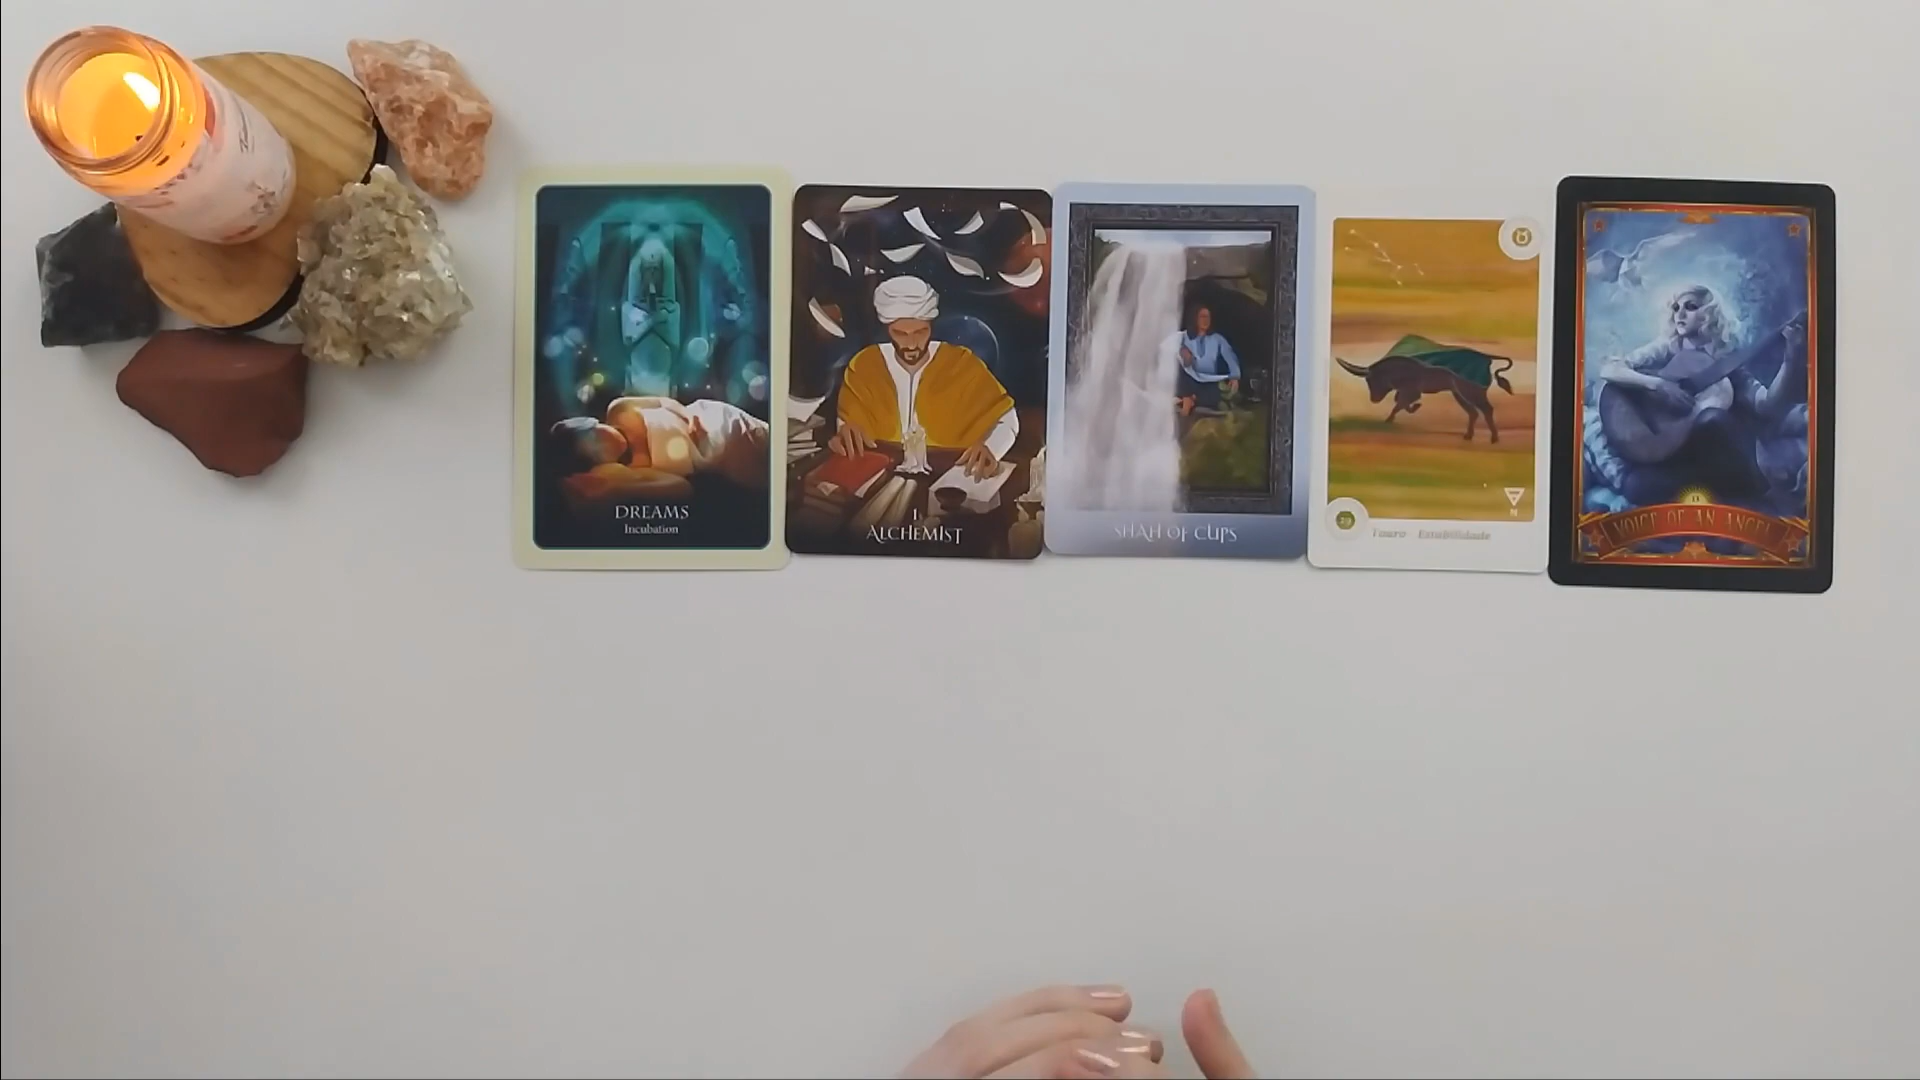 DREAMS
Incubation
I
ALCHEMIST
SHAH OF CUPS
Touro Estabilidade
VOICE OF AN ANGEL